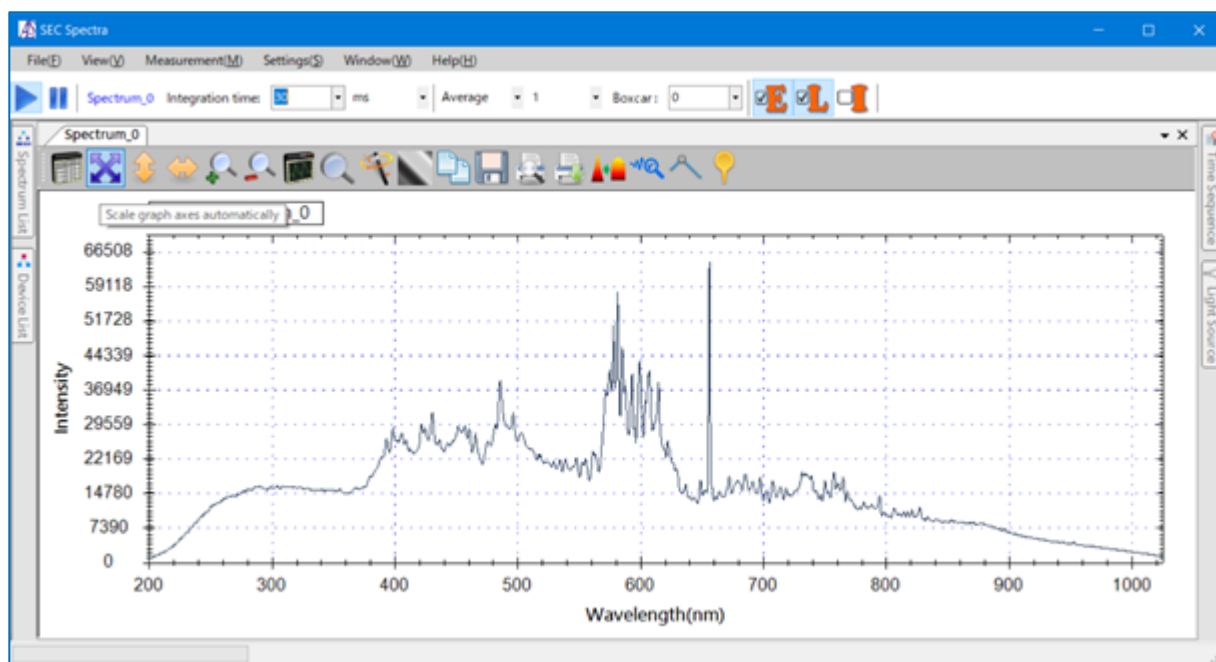 SEC Spectra
File(F) View(V) Measurement(M) Settings(S) Window(W) Help(H)
Spectrum_0 Integration time: 30 ms Average 1 Boxcar: 0 E L I
Spectrum_0
Spectrum List
Device List
Time Sequence
Light Source
Scale graph axes automatically
_0
66508
59118
51728
44339
36949
29559
22169
14780
7390
0
Intensity
200 300 400 500 600 700 800 900 1000
Wavelength(nm)